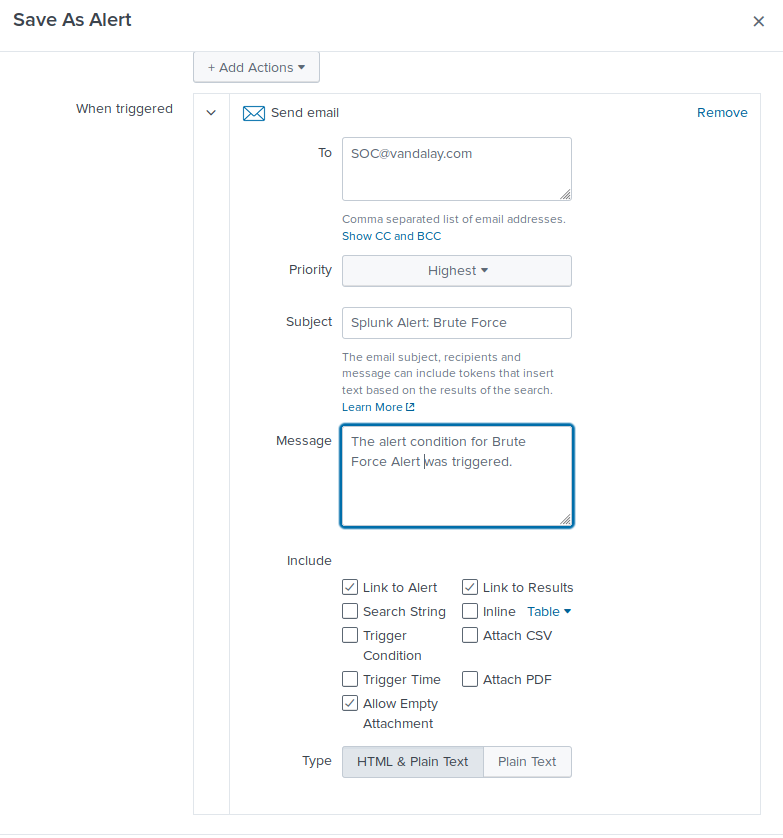 Save As Alert
+ Add Actions
When triggered
Send email
Remove
To
SOC@vandalay.com
Comma separated list of email addresses.
Show CC and BCC
Priority
Highest
Subject
Splunk Alert: Brute Force
The email subject, recipients and
message can include tokens that insert
text based on the results of the search.
Learn More
Message
The alert condition for Brute
Force Alert was triggered.
Include
Link to Alert
Link to Results
Search String
Inline Table
Trigger
Condition
Attach CSV
Trigger Time
Attach PDF
Allow Empty
Attachment
Type
HTML & Plain Text
Plain Text